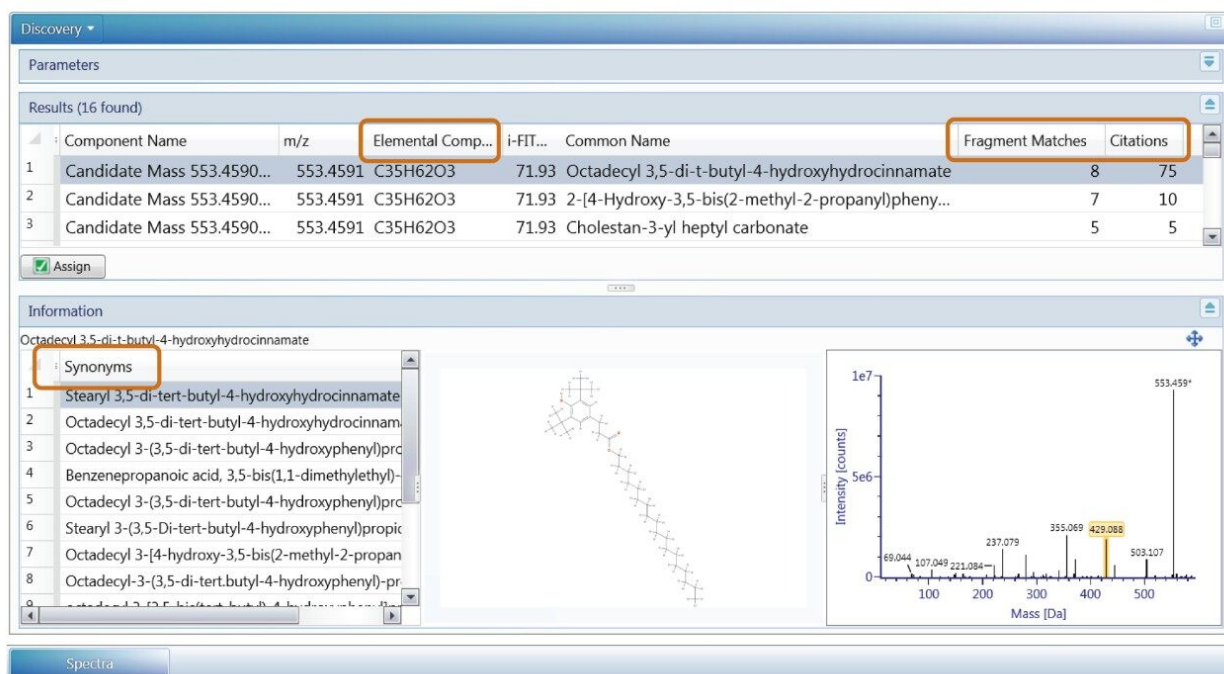 Discovery
Parameters
Results (16 found)
Component Name m/z Elemental Comp... i-FIT... Common Name Fragment Matches Citations
1 Candidate Mass 553.4590... 553.4591 C35H62O3 71.93 Octadecyl 3,5-di-t-butyl-4-hydroxyhydrocinnamate 8 75
2 Candidate Mass 553.4590... 553.4591 C35H62O3 71.93 2-[4-Hydroxy-3,5-bis(2-methyl-2-propanyl)pheny... 7 10
3 Candidate Mass 553.4590... 553.4591 C35H62O3 71.93 Cholestan-3-yl heptyl carbonate 5 5
Assign
Information
Octadecyl 3,5-di-t-butyl-4-hydroxyhydrocinnamate
Synonyms
1 Stearyl 3,5-di-tert-butyl-4-hydroxyhydrocinnamate
2 Octadecyl 3,5-di-tert-butyl-4-hydroxyhydrocinnam
3 Octadecyl 3-(3,5-di-tert-butyl-4-hydroxyphenyl)prc
4 Benzenepropanoic acid, 3,5-bis(1,1-dimethylethyl)-
5 Octadecyl 3-(3,5-di-tert-butyl-4-hydroxyphenyl)prc
6 Stearyl 3-(3,5-Di-tert-butyl-4-hydroxyphenyl)propic
7 Octadecyl 3-[4-hydroxy-3,5-bis(2-methyl-2-propan
8 Octadecyl-3-(3,5-di-tert.butyl-4-hydroxyphenyl)-pr
9
1e7
553.459*
Intensity [counts]
5e6
355.069 429.088
237.079
69.044 107.049 221.084 503.107
0
100 200 300 400 500
Mass [Da]
Spectra